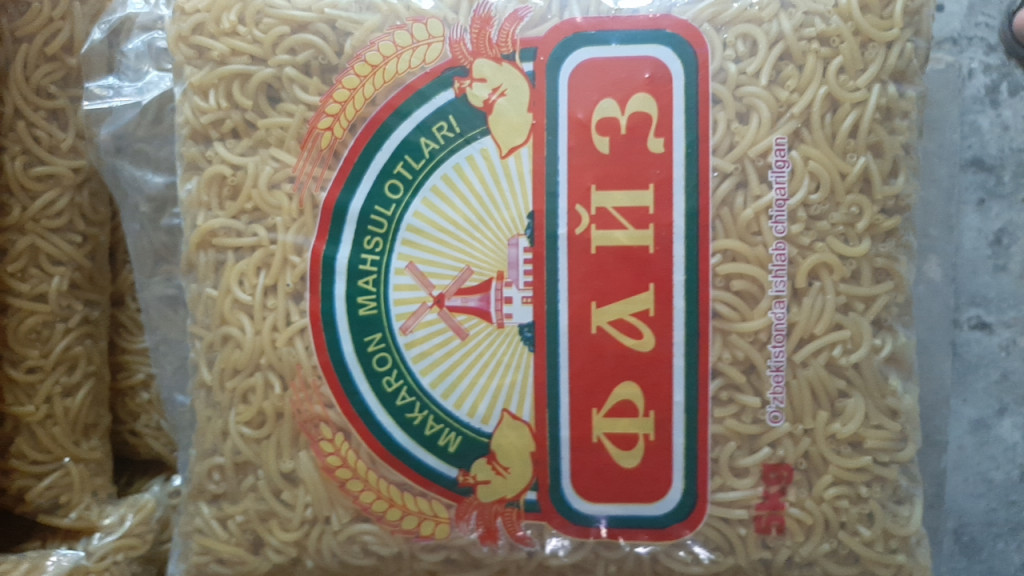 MAKARON MAHSULOTLARI
ФАЙЗ
O'zbekistonda Ishlab chiqarilgan
5kg